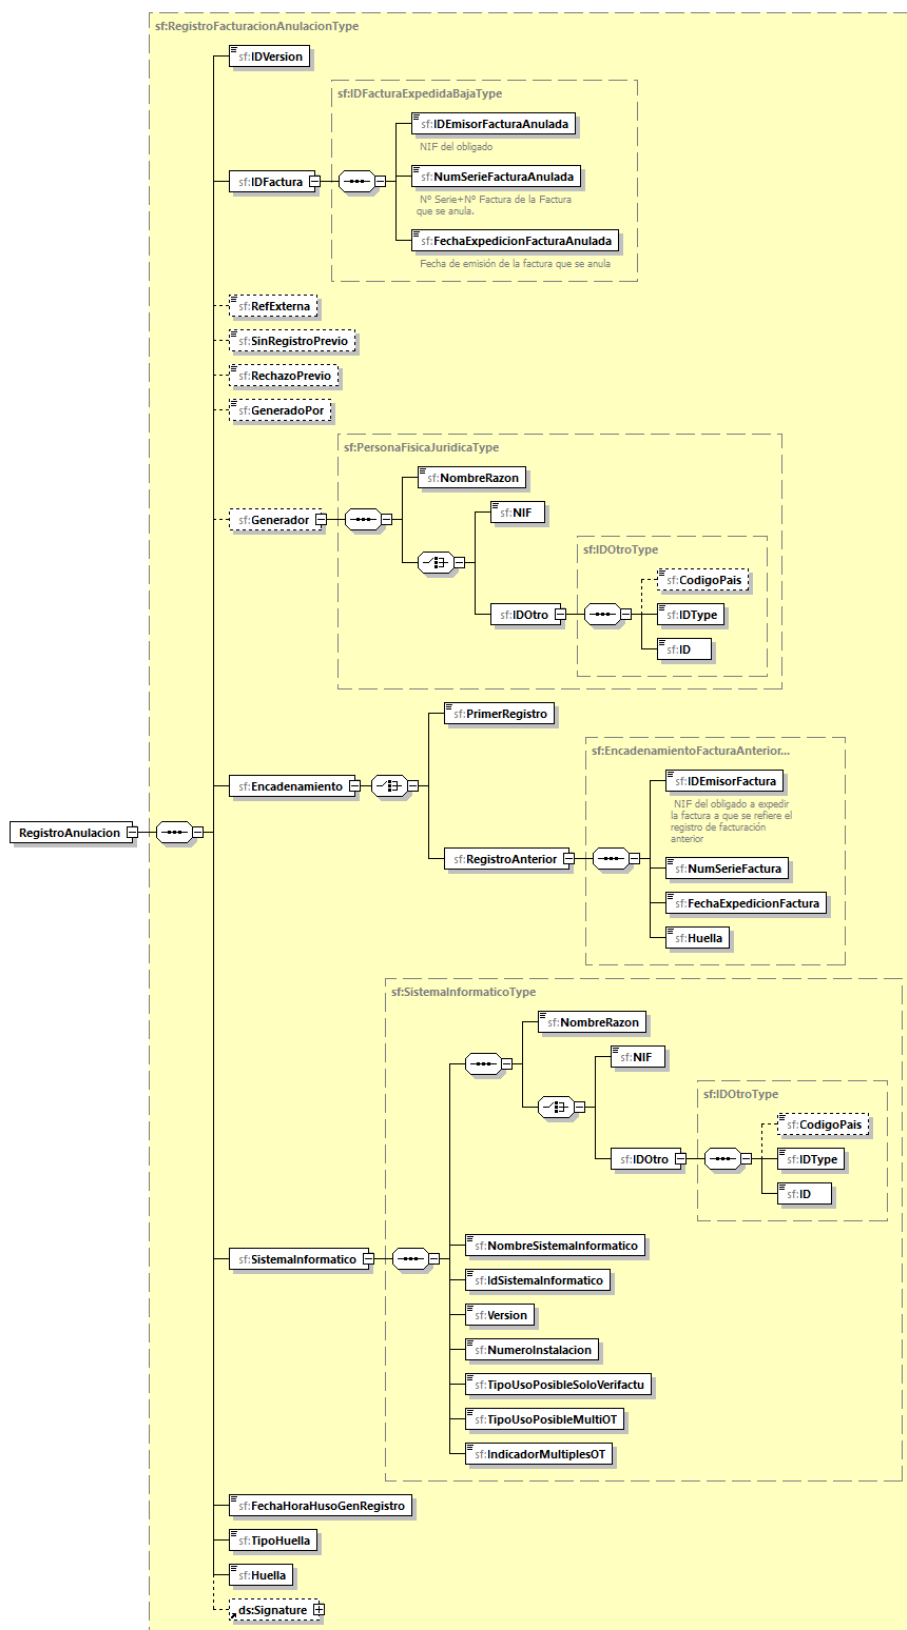 sf:RegistroFacturacionAnulacionType
sf:IDVersion
sf:IDFacturaExpedidaBajaType
sf:IDEmisorFacturaAnulada
NIF del obligado
sf:IDFactura
sf:NumSerieFacturaAnulada
Nº Serie+Nº Factura de la Factura
que se anula.
sf:FechaExpedicionFacturaAnulada
Fecha de emisión de la factura que se anula
sf:RefExterna
sf:SinRegistroPrevio
sf:RechazoPrevio
sf:GeneradoPor
sf:PersonaFisicaJuridicaType
sf:NombreRazon
sf:Generador
sf:NIF
sf:IDOtroType
sf:CodigoPais
sf:IDOtro
sf:IDType
sf:ID
sf:PrimerRegistro
sf:EncadenamientoFacturaAnterior...
sf:Encadenamiento
sf:IDEmisorFactura
NIF del obligado a expedir
la factura a que se refiere el
registro de facturación
anterior
RegistroAnulacion
sf:RegistroAnterior
sf:NumSerieFactura
sf:FechaExpedicionFactura
sf:Huella
sf:SistemaInformaticoType
sf:NombreRazon
sf:NIF
sf:IDOtroType
sf:CodigoPais
sf:IDOtro
sf:IDType
sf:ID
sf:SistemaInformatico
sf:NombreSistemaInformatico
sf:IdSistemaInformatico
sf:Version
sf:NumeroInstalacion
sf:TipoUsoPosibleSoloVerifactu
sf:TipoUsoPosibleMultiOT
sf:IndicadorMultiplesOT
sf:FechaHoraHusoGenRegistro
sf:TipoHuella
sf:Huella
ds:Signature